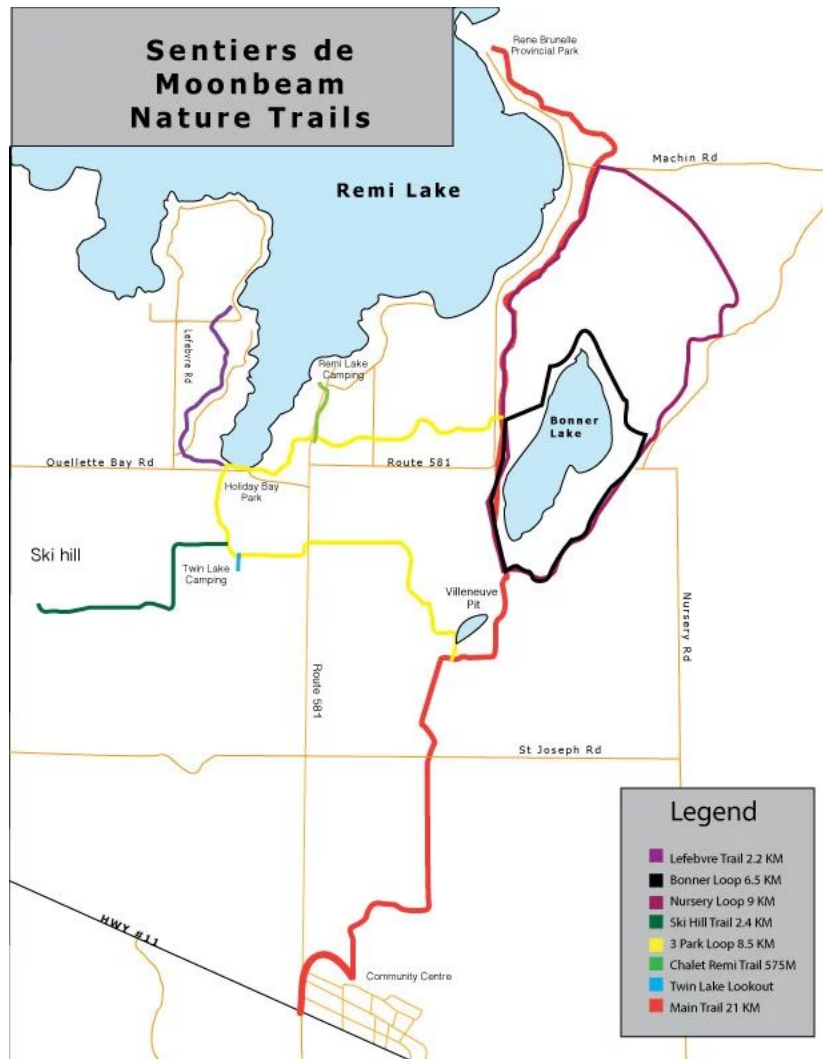 Sentiers de
Moonbeam
Nature Trails
Rene Brunelle
Provincial Park
Machin Rd
Remi Lake
Lefebvre Rd
Remi Lake
Camping
Bonner
Lake
Ouellette Bay Rd
Route 581
Holiday Bay
Park
Ski hill
Twin Lake
Camping
Villeneuve
Pit
Nursery Rd
Route 581
St Joseph Rd
HWY #11
Community Centre
Legend
Lefebvre Trail 2.2 KM
Bonner Loop 6.5 KM
Nursery Loop 9 KM
Ski Hill Trail 2.4 KM
3 Park Loop 8.5 KM
Chalet Remi Trail 575M
Twin Lake Lookout
Main Trail 21 KM